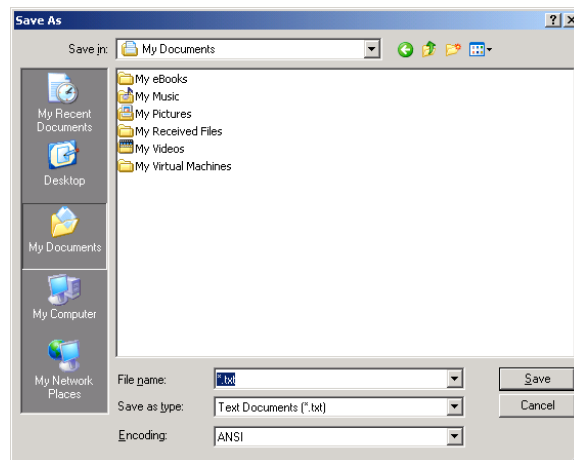 Save As
Save in: My Documents
My Recent
Documents
Desktop
My Documents
My Computer
My Network
Places
My eBooks
My Music
My Pictures
My Received Files
My Videos
My Virtual Machines
File name: *.txt Save
Save as type: Text Documents (*.txt) Cancel
Encoding: ANSI